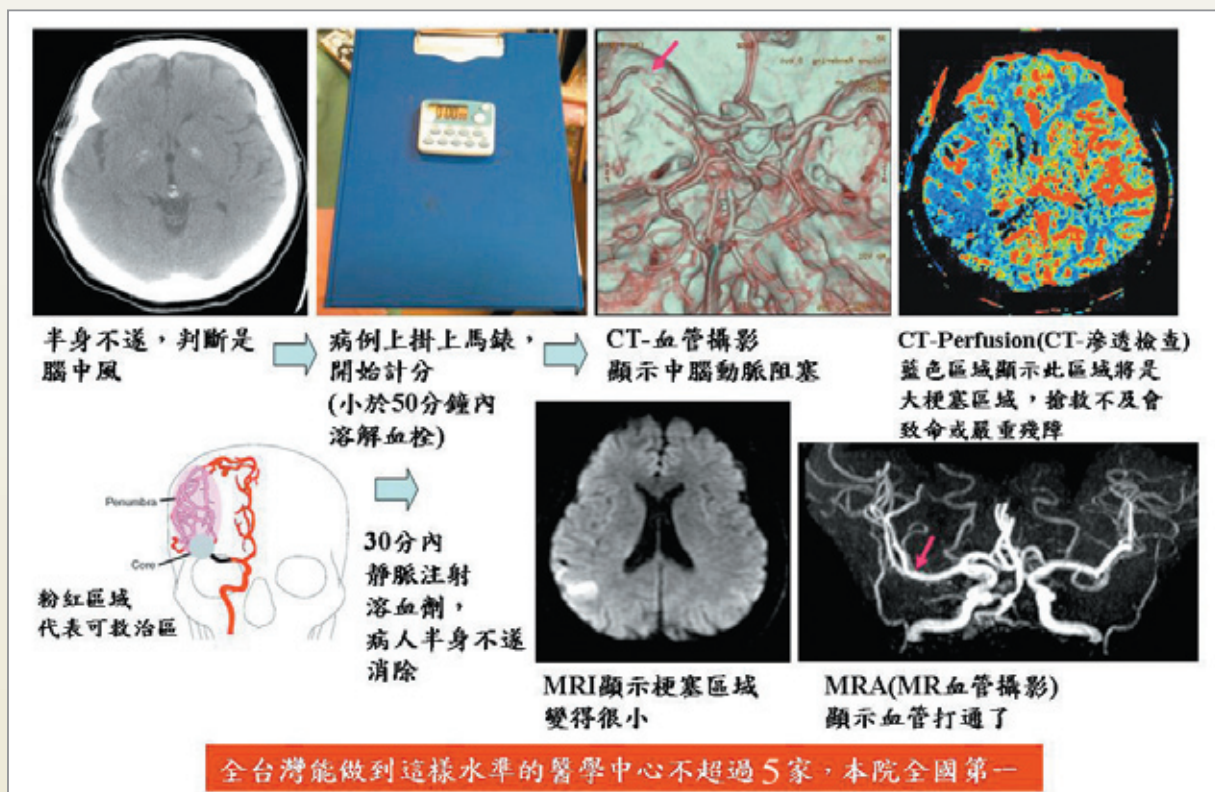 半身不遂，判斷是
腦中風
病例上掛上馬錶，
開始計分
(小於50分鐘內
溶解血栓)
CT-血管攝影
顯示中腦動脈阻塞
CT-Perfusion(CT-滲透檢查)
藍色區域顯示此區域將是
大梗塞區域，搶救不及會
致命或嚴重殘障
Penumbra
Core
粉紅區域
代表可救治區
30分內
靜脈注射
溶血劑，
病人半身不遂
消除
MRI顯示梗塞區域
變得很小
MRA(MR血管攝影)
顯示血管打通了
全台灣能做到這樣水準的醫學中心不超過5家，本院全國第一